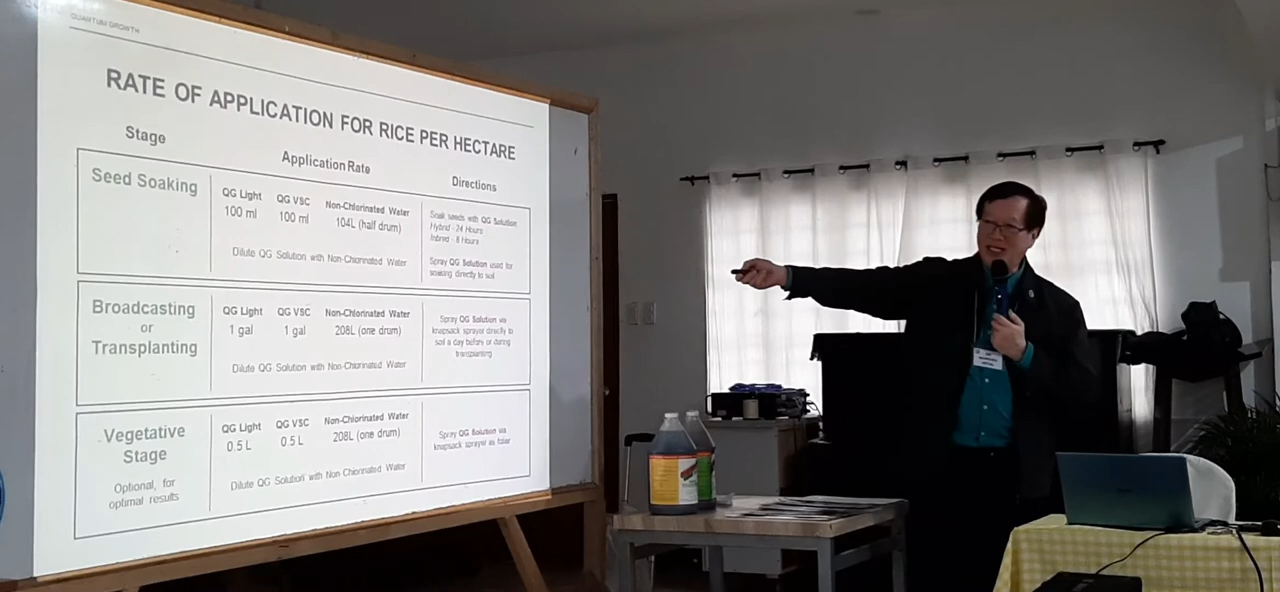 QUANTUM GROWTH
RATE OF APPLICATION FOR RICE PER HECTARE
Stage
Application Rate
Directions
Seed Soaking
QG Light QG VSC Non-Chlorinated Water
100 ml 100 ml 104L (half drum)
Dilute QG Solution with Non-Chlorinated Water
Soak seeds with QG Solution
Hybrid - 24 Hours
Inbred - 8 Hours
Spray QG Solution used for
soaking directly to soil
Broadcasting
or
Transplanting
QG Light QG VSC Non-Chlorinated Water
1 gal 1 gal 208L (one drum)
Dilute QG Solution with Non-Chlorinated Water
Spray QG Solution via
knapsack sprayer directly to
soil a day before or during
transplanting
Vegetative
Stage
Optional, for
optimal results
QG Light QG VSC Non-Chlorinated Water
0.5 L 0.5 L 208L (one drum)
Dilute QG Solution with Non-Chlorinated Water
Spray QG Solution via
knapsack sprayer as foliar